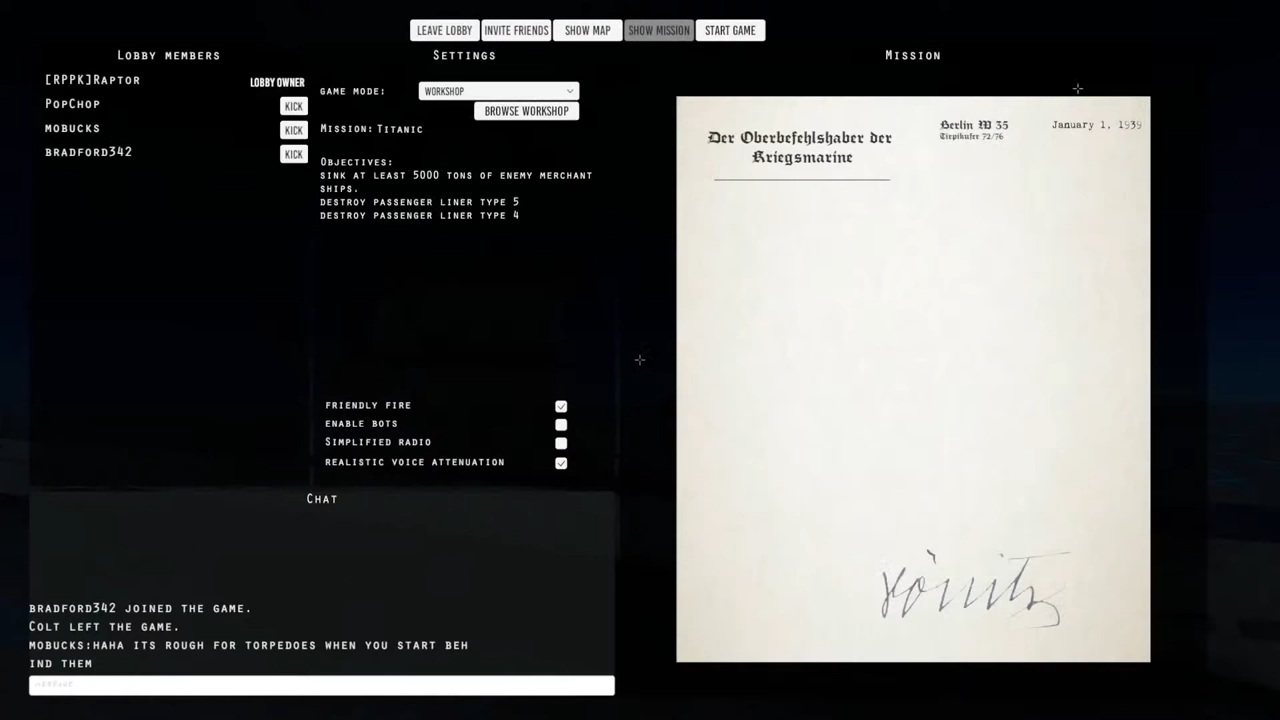 LEAVE LOBBY
INVITE FRIENDS
SHOW MAP
SHOW MISSION
START GAME
LOBBY MEMBERS
[RPPK]RAPTOR
LOBBY OWNER
POPCHOP
KICK
MOBUCKS
KICK
BRADFORD342
KICK
SETTINGS
GAME MODE:
WORKSHOP
BROWSE WORKSHOP
MISSION: TITANIC
OBJECTIVES:
SINK AT LEAST 5000 TONS OF ENEMY MERCHANT
SHIPS.
DESTROY PASSENGER LINER TYPE 5
DESTROY PASSENGER LINER TYPE 4
FRIENDLY FIRE
ENABLE BOTS
SIMPLIFIED RADIO
REALISTIC VOICE ATTENUATION
CHAT
BRADFORD342 JOINED THE GAME.
COLT LEFT THE GAME.
MOBUCKS:HAHA ITS ROUGH FOR TORPEDOES WHEN YOU START BEH
IND THEM
MESSAGE
MISSION
Der Oberbefehlshaber der
Kriegsmarine
Berlin W 35
Tirpitzufer 72/76
January 1, 1939